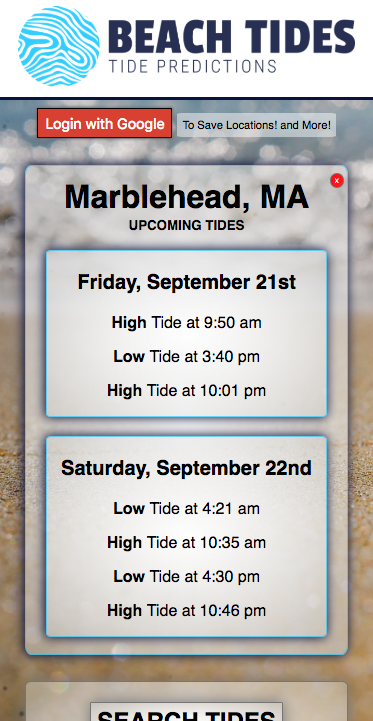 BEACH TIDES
TIDE PREDICTIONS
Login with Google
To Save Locations! and More!
x
Marblehead, MA
UPCOMING TIDES
Friday, September 21st
High Tide at 9:50 am
Low Tide at 3:40 pm
High Tide at 10:01 pm
Saturday, September 22nd
Low Tide at 4:21 am
High Tide at 10:35 am
Low Tide at 4:30 pm
High Tide at 10:46 pm
SEARCH TIDES